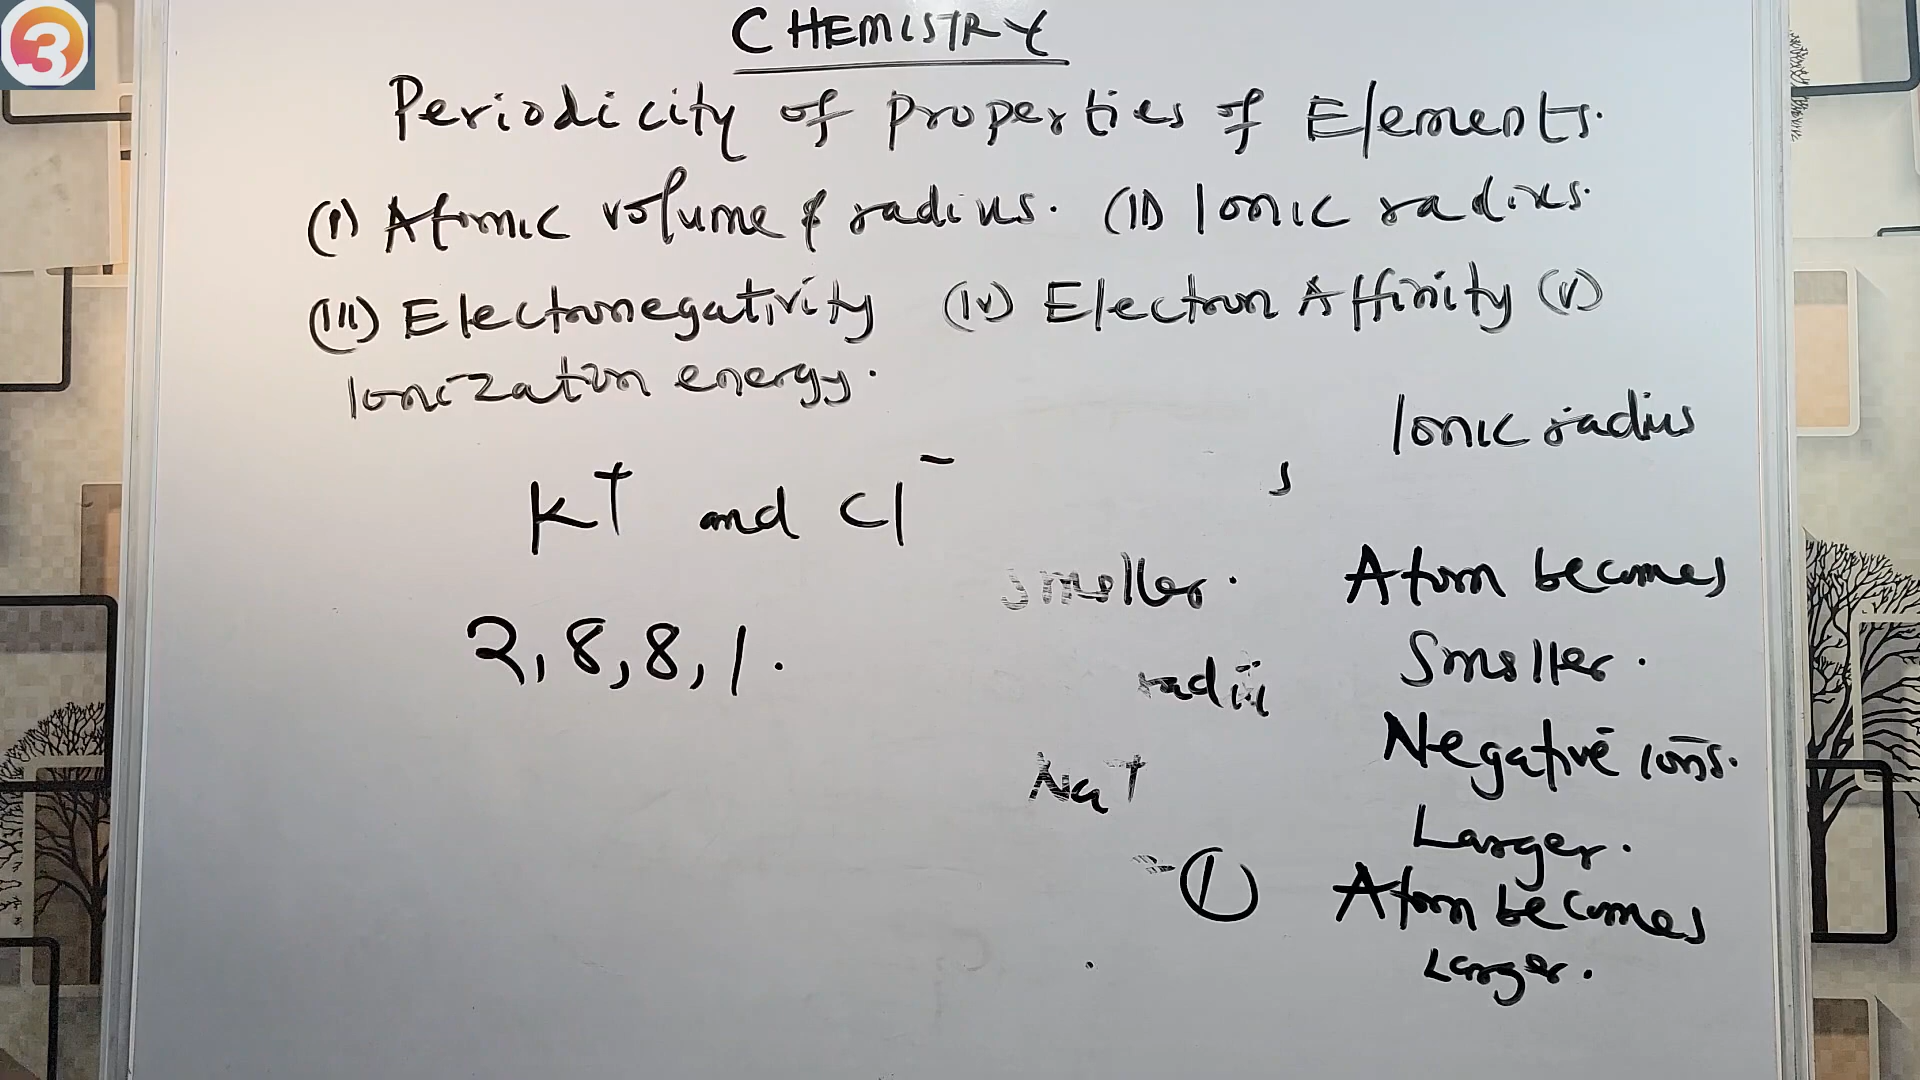 3
CHEMISTRY
Periodicity of properties of Elements.
(I) Atomic volume & radius. (II) Ionic radius.
(III) Electronegativity (IV) Electron Affinity (V)
Ionization energy.
Ionic radius
s
K+ and Cl-
smaller. Atom becomes
Smaller.
2,8,8,1.
radii
Negative ions.
Na+
Larger.
1 Atom becomes
Larger.